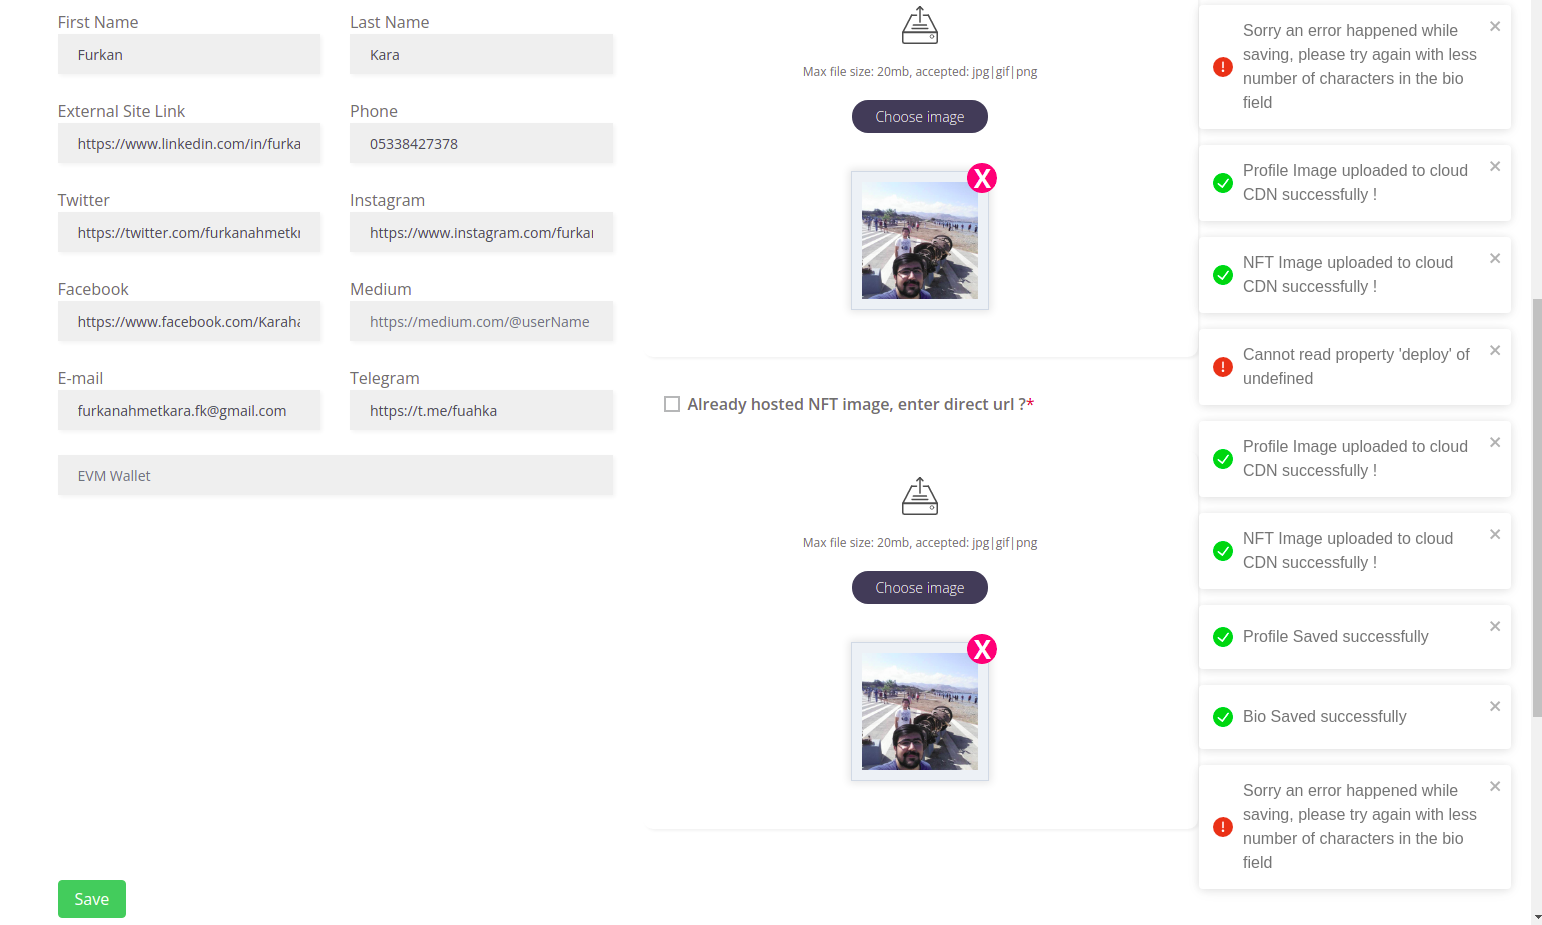 First Name
Last Name
Furkan
Kara
External Site Link
Phone
https://www.linkedin.com/in/furka
05338427378
Twitter
Instagram
https://twitter.com/furkanahmetk
https://www.instagram.com/furka
Facebook
Medium
https://www.facebook.com/Karaha
https://medium.com/@userName
E-mail
Telegram
furkanahmetkara.fk@gmail.com
https://t.me/fuahka
EVM Wallet
Save
Max file size: 20mb, accepted: jpg|gif|png
Choose image
X
Already hosted NFT image, enter direct url ?*
Max file size: 20mb, accepted: jpg|gif|png
Choose image
X
Sorry an error happened while
saving, please try again with less
number of characters in the bio
field
Profile Image uploaded to cloud
CDN successfully !
NFT Image uploaded to cloud
CDN successfully !
Cannot read property 'deploy' of
undefined
Profile Image uploaded to cloud
CDN successfully !
NFT Image uploaded to cloud
CDN successfully !
Profile Saved successfully
Bio Saved successfully
Sorry an error happened while
saving, please try again with less
number of characters in the bio
field